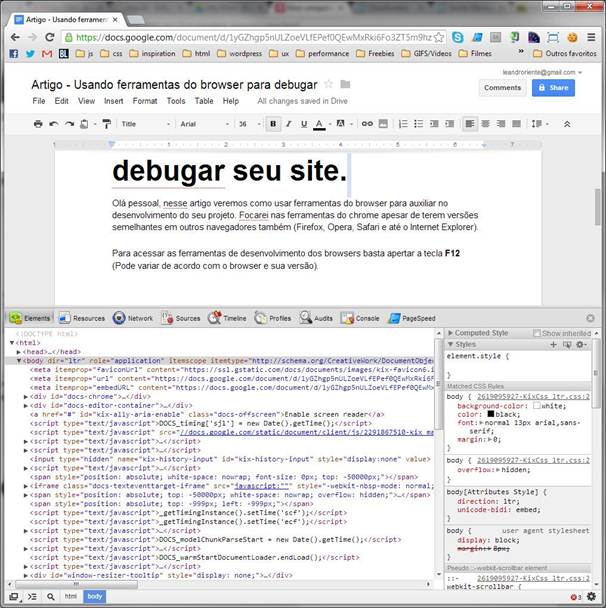 Artigo - Usando ferramen
https://docs.google.com/document/d/1yGZhgp5nULZoeVLfEPef0QEwMxRki6Fo3ZT5m9hz
js css inspiration html wordpress ux performance Freebies GIFS/Videos Filmes » Outros favoritos
leandroriente@gmail.com
Artigo - Usando ferramentas do browser para debugar
Comments Share
File Edit View Insert Format Tools Table Help All changes saved in Drive
Title Arial 36 B I U A
1 1 2 3 4 5 6 7
debugar seu site.
Olá pessoal, nesse artigo veremos como usar ferramentas do browser para auxiliar no
desenvolvimento do seu projeto. Focarei nas ferramentas do chrome apesar de terem versões
semelhantes em outros navegadores também (Firefox, Opera, Safari e até o Internet Explorer).
Para acessar as ferramentas de desenvolvimento dos browsers basta apertar a tecla F12
(Pode variar de acordo com o browser e sua versão).
Elements Resources Network Sources Timeline Profiles Audits Console PageSpeed
<!DOCTYPE html>
<html>
<head>…</head>
<body dir="ltr" role="application" itemscope itemtype="http://schema.org/CreativeWork/DocumentObjec
<meta itemprop="faviconUrl" content="https://ssl.gstatic.com/docs/documents/images/kix-favicon6.i
<meta itemprop="url" content="https://docs.google.com/document/d/1yGZhgp5nULZoeVLfEPef0QEwMxRki6F
<meta itemprop="embedURL" content="https://docs.google.com/document/d/1yGZhgp5nULZoeVLfEPef0QEwMx
<div id="docs-chrome">…</div>
<div id="docs-editor-container">…</div>
<a href="#" id="kix-ally-aria-enable" class="docs-offscreen">Enable screen reader</a>
<script type="text/javascript">DOCS_timing['sjl'] = new Date().getTime();</script>
<script type="text/javascript" src="//docs.google.com/static/document/client/js/2291867510-kix_ma
<script type="text/javascript">…</script>
<input type="hidden" name="kix-history-input" id="kix-history-input" style="display:none" value>
<script type="text/javascript">…</script>
<iframe class="docs-texteventtarget-iframe" src="javascript:""" style="-webkit-nbsp-mode: normal;
<span style="position: absolute; white-space: nowrap; font-size: 0px; top: -50000px;"></span>
<span style="position: absolute; top: -50000px; white-space: nowrap; overflow: hidden;">…</span>
<span style="position: absolute; top: -999px; left: -999px;">…</span>
<script type="text/javascript">_getTimingInstance().setTime('scf');</script>
<script type="text/javascript">_getTimingInstance().setTime('ecf');</script>
<script type="text/javascript">…</script>
<script type="text/javascript">DOCS_modelChunkParseStart = new Date().getTime();</script>
<script type="text/javascript">…</script>
<script type="text/javascript">DOCS_warmStartDocumentLoader.endLoad();</script>
<div id="window-resizer-tooltip" style="display: none;">…</div>
Computed Style Show inherited
Styles
element.style {
}
Matched CSS Rules
body { 2619095927-KixCss_ltr.css:2
background-color: white;
color: black;
font: normal 13px arial,sans-
serif;
margin: 0;
}
body { 2619095927-KixCss_ltr.css:2
overflow: hidden;
}
body[Attributes Style] {
direction: ltr;
unicode-bidi: embed;
}
body { user agent stylesheet
display: block;
margin: 8px;
}
Pseudo ::-webkit-scrollbar element
::- 2619095927-KixCss_ltr.css:2
webkit-scrollbar {
html body
3